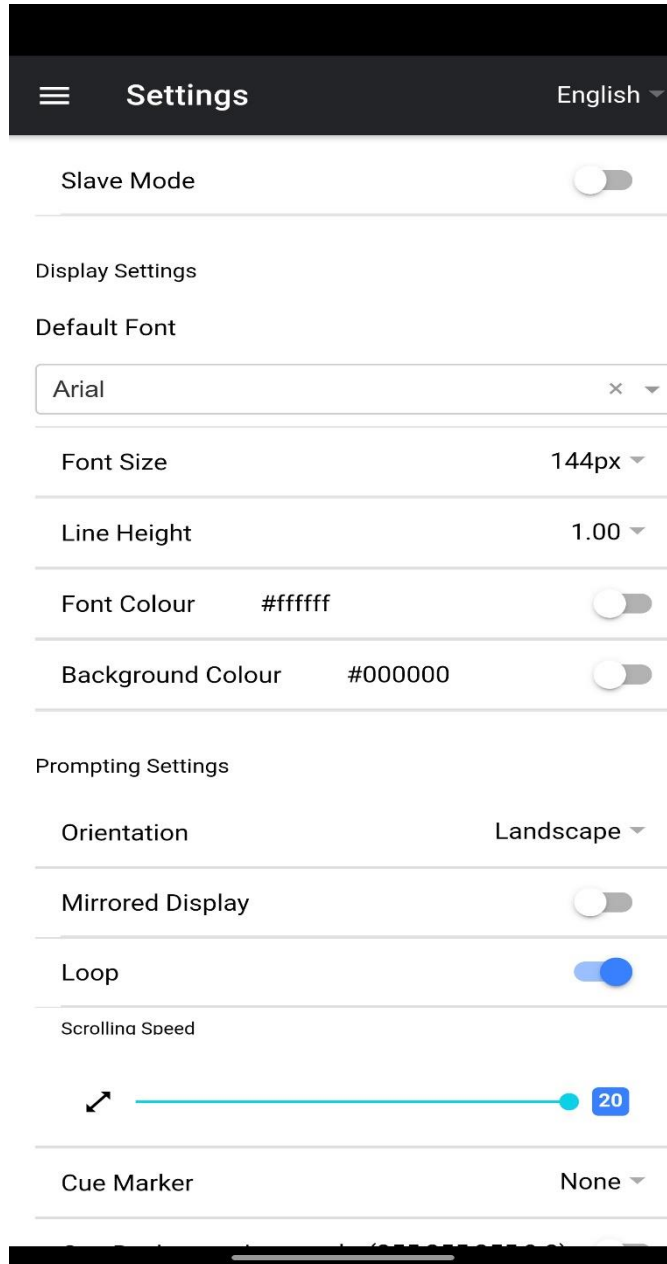 Settings English
Slave Mode
Display Settings
Default Font
Arial ×
Font Size 144px
Line Height 1.00
Font Colour #ffffff
Background Colour #000000
Prompting Settings
Orientation Landscape
Mirrored Display
Loop
Scrolling Speed
20
Cue Marker None